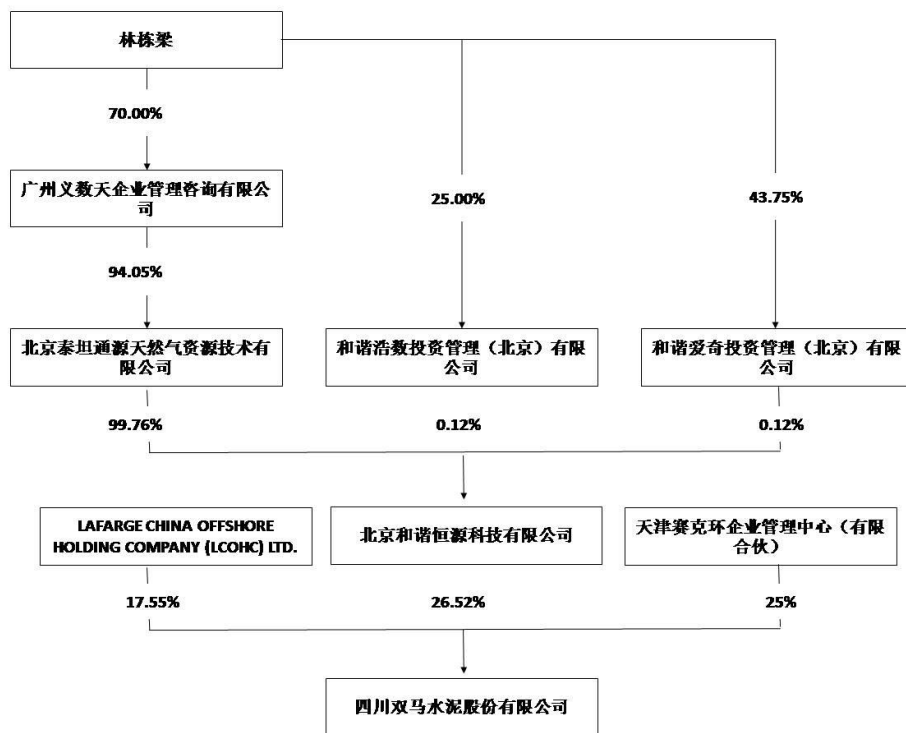 林栋梁
70.00%
广州义数天企业管理咨询有限公
司
25.00%
43.75%
94.05%
北京泰坦通源天然气资源技术有
限公司
和谐浩数投资管理（北京）有限
公司
和谐爱奇投资管理（北京）有限
公司
99.76%
0.12%
0.12%
LAFARGE CHINA OFFSHORE
HOLDING COMPANY (LCOHC) LTD.
北京和谐恒源科技有限公司
天津赛克环企业管理中心（有限
合伙）
17.55%
26.52%
25%
四川双马水泥股份有限公司